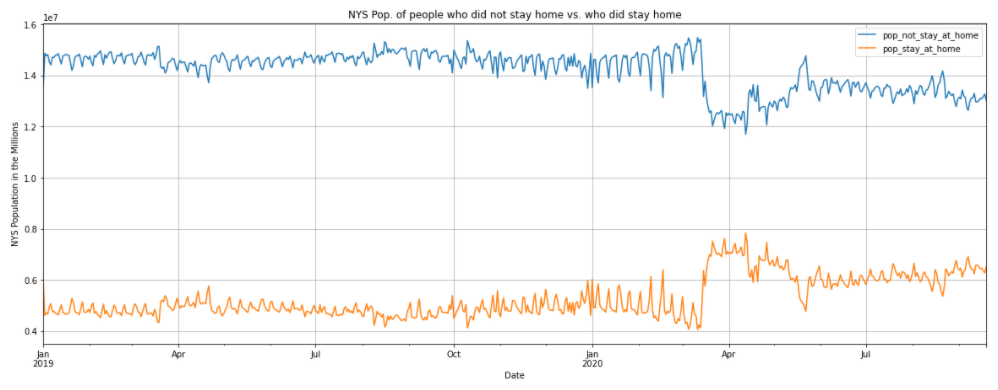 NYS Pop. of people who did not stay home vs. who did stay home
1e7
pop_not_stay_at_home
pop_stay_at_home
NYS Population in the Millions
1.6
1.4
1.2
1.0
0.8
0.6
0.4
Jan
2019
Apr
Jul
Oct
Jan
2020
Apr
Jul
Date